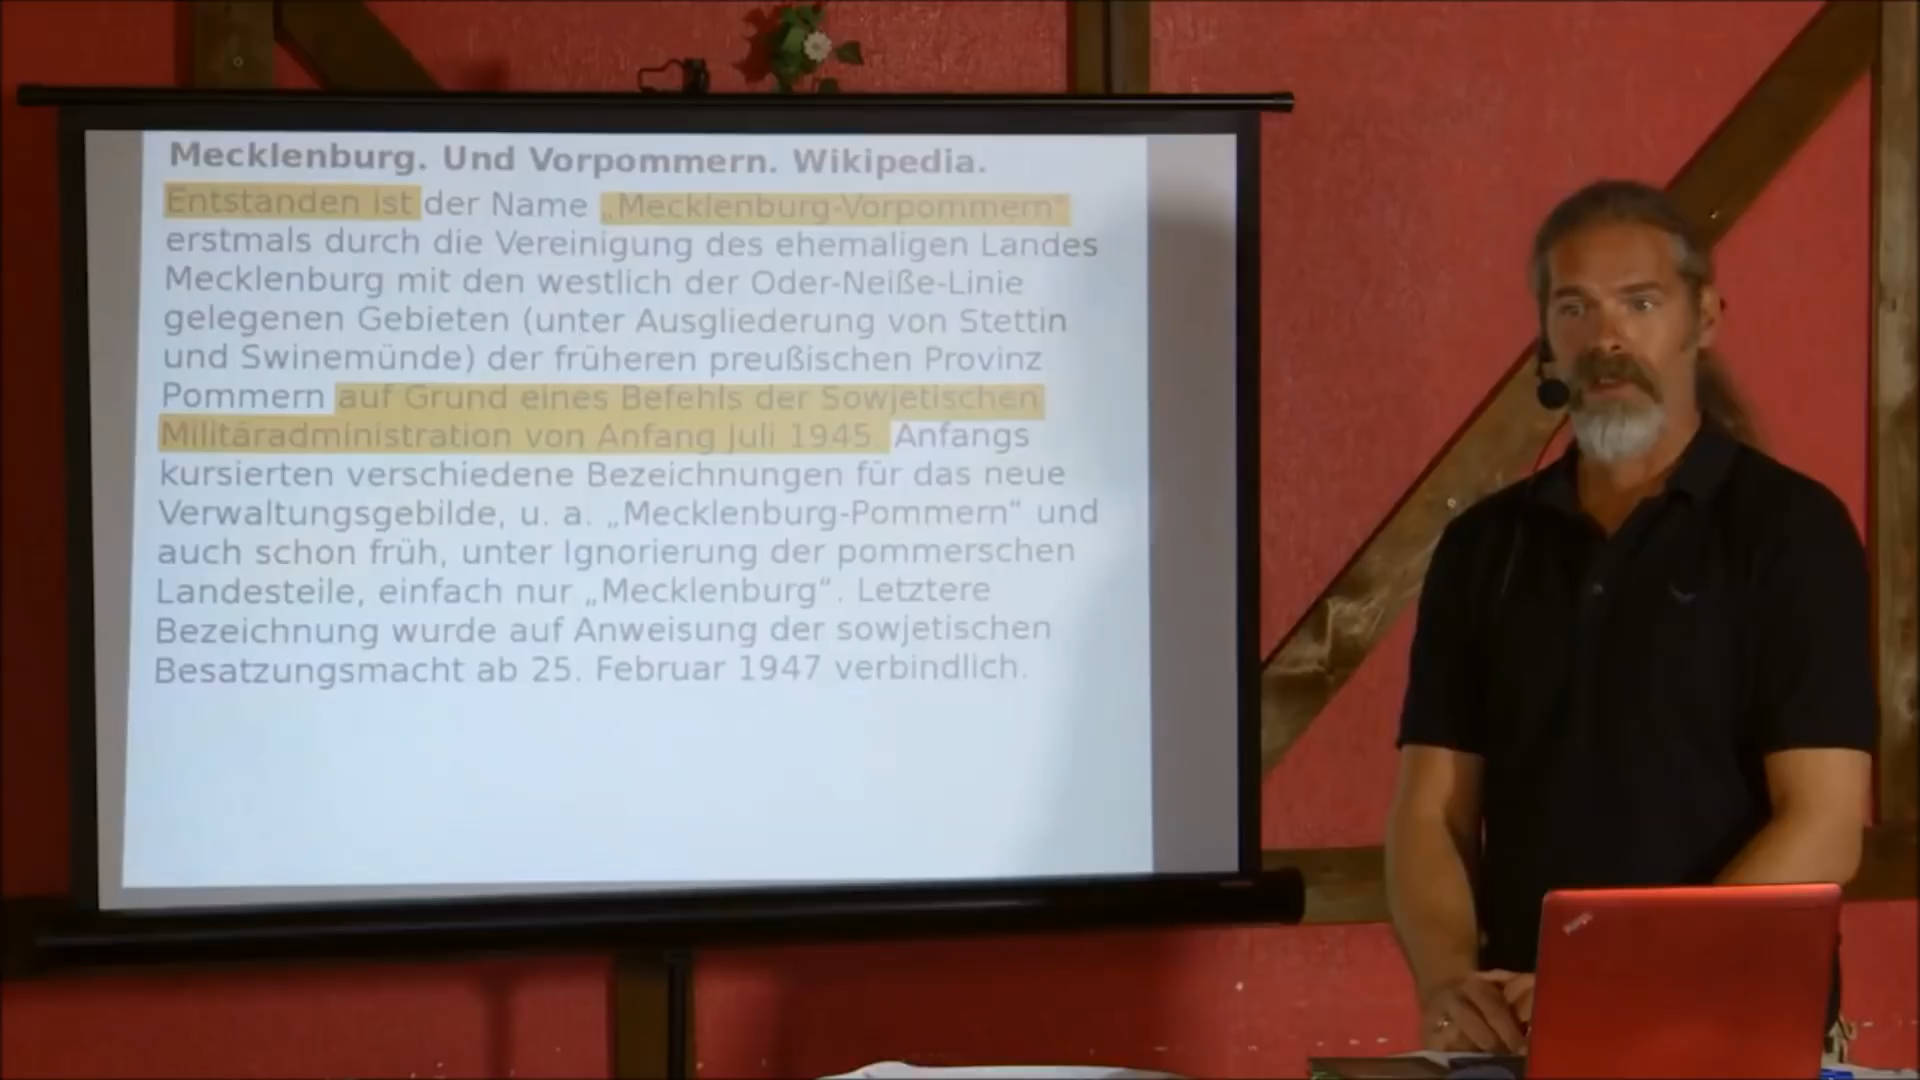 Mecklenburg. Und Vorpommern. Wikipedia.
Entstanden ist der Name „Mecklenburg-Vorpommern“
erstmals durch die Vereinigung des ehemaligen Landes
Mecklenburg mit den westlich der Oder-Neiße-Linie
gelegenen Gebieten (unter Ausgliederung von Stettin
und Swinemünde) der früheren preußischen Provinz
Pommern auf Grund eines Befehls der Sowjetischen
Militäradministration von Anfang Juli 1945. Anfangs
kursierten verschiedene Bezeichnungen für das neue
Verwaltungsgebilde, u. a. „Mecklenburg-Pommern“ und
auch schon früh, unter Ignorierung der pommerschen
Landesteile, einfach nur „Mecklenburg“. Letztere
Bezeichnung wurde auf Anweisung der sowjetischen
Besatzungsmacht ab 25. Februar 1947 verbindlich.